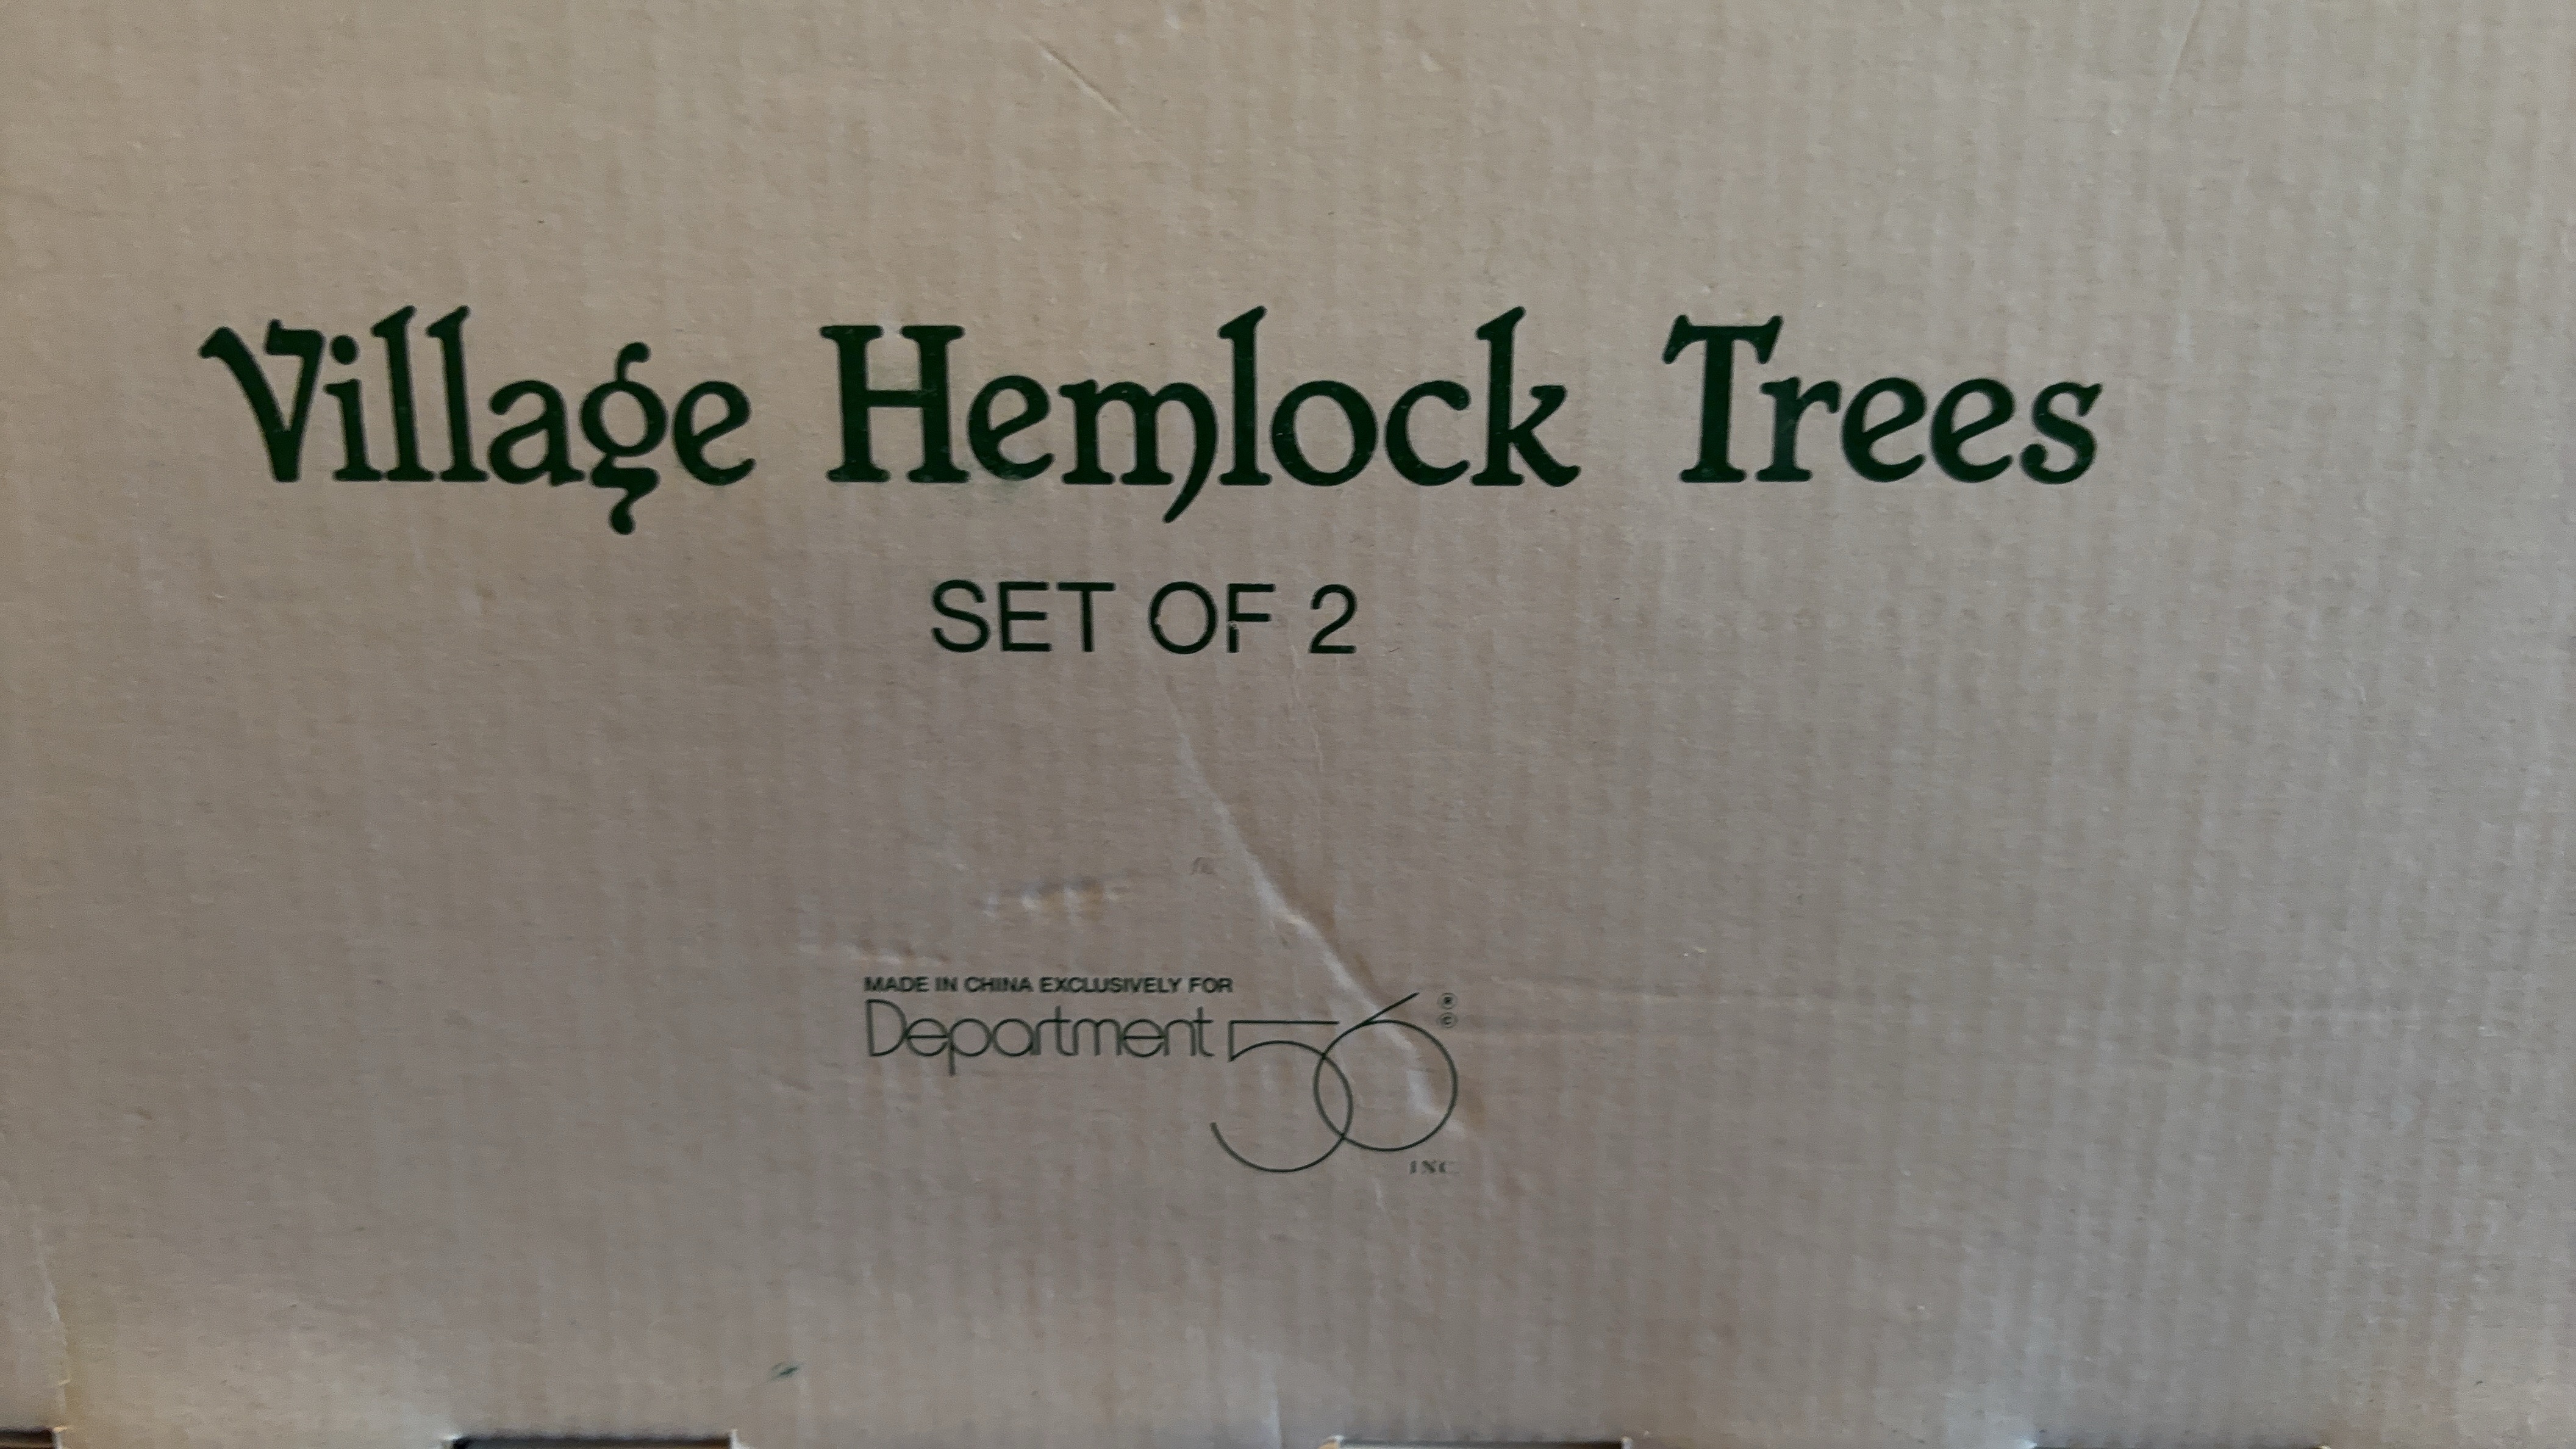 Village Hemlock Trees
SET OF 2
MADE IN CHINA EXCLUSIVELY FOR
Department 56 ® ©
INC